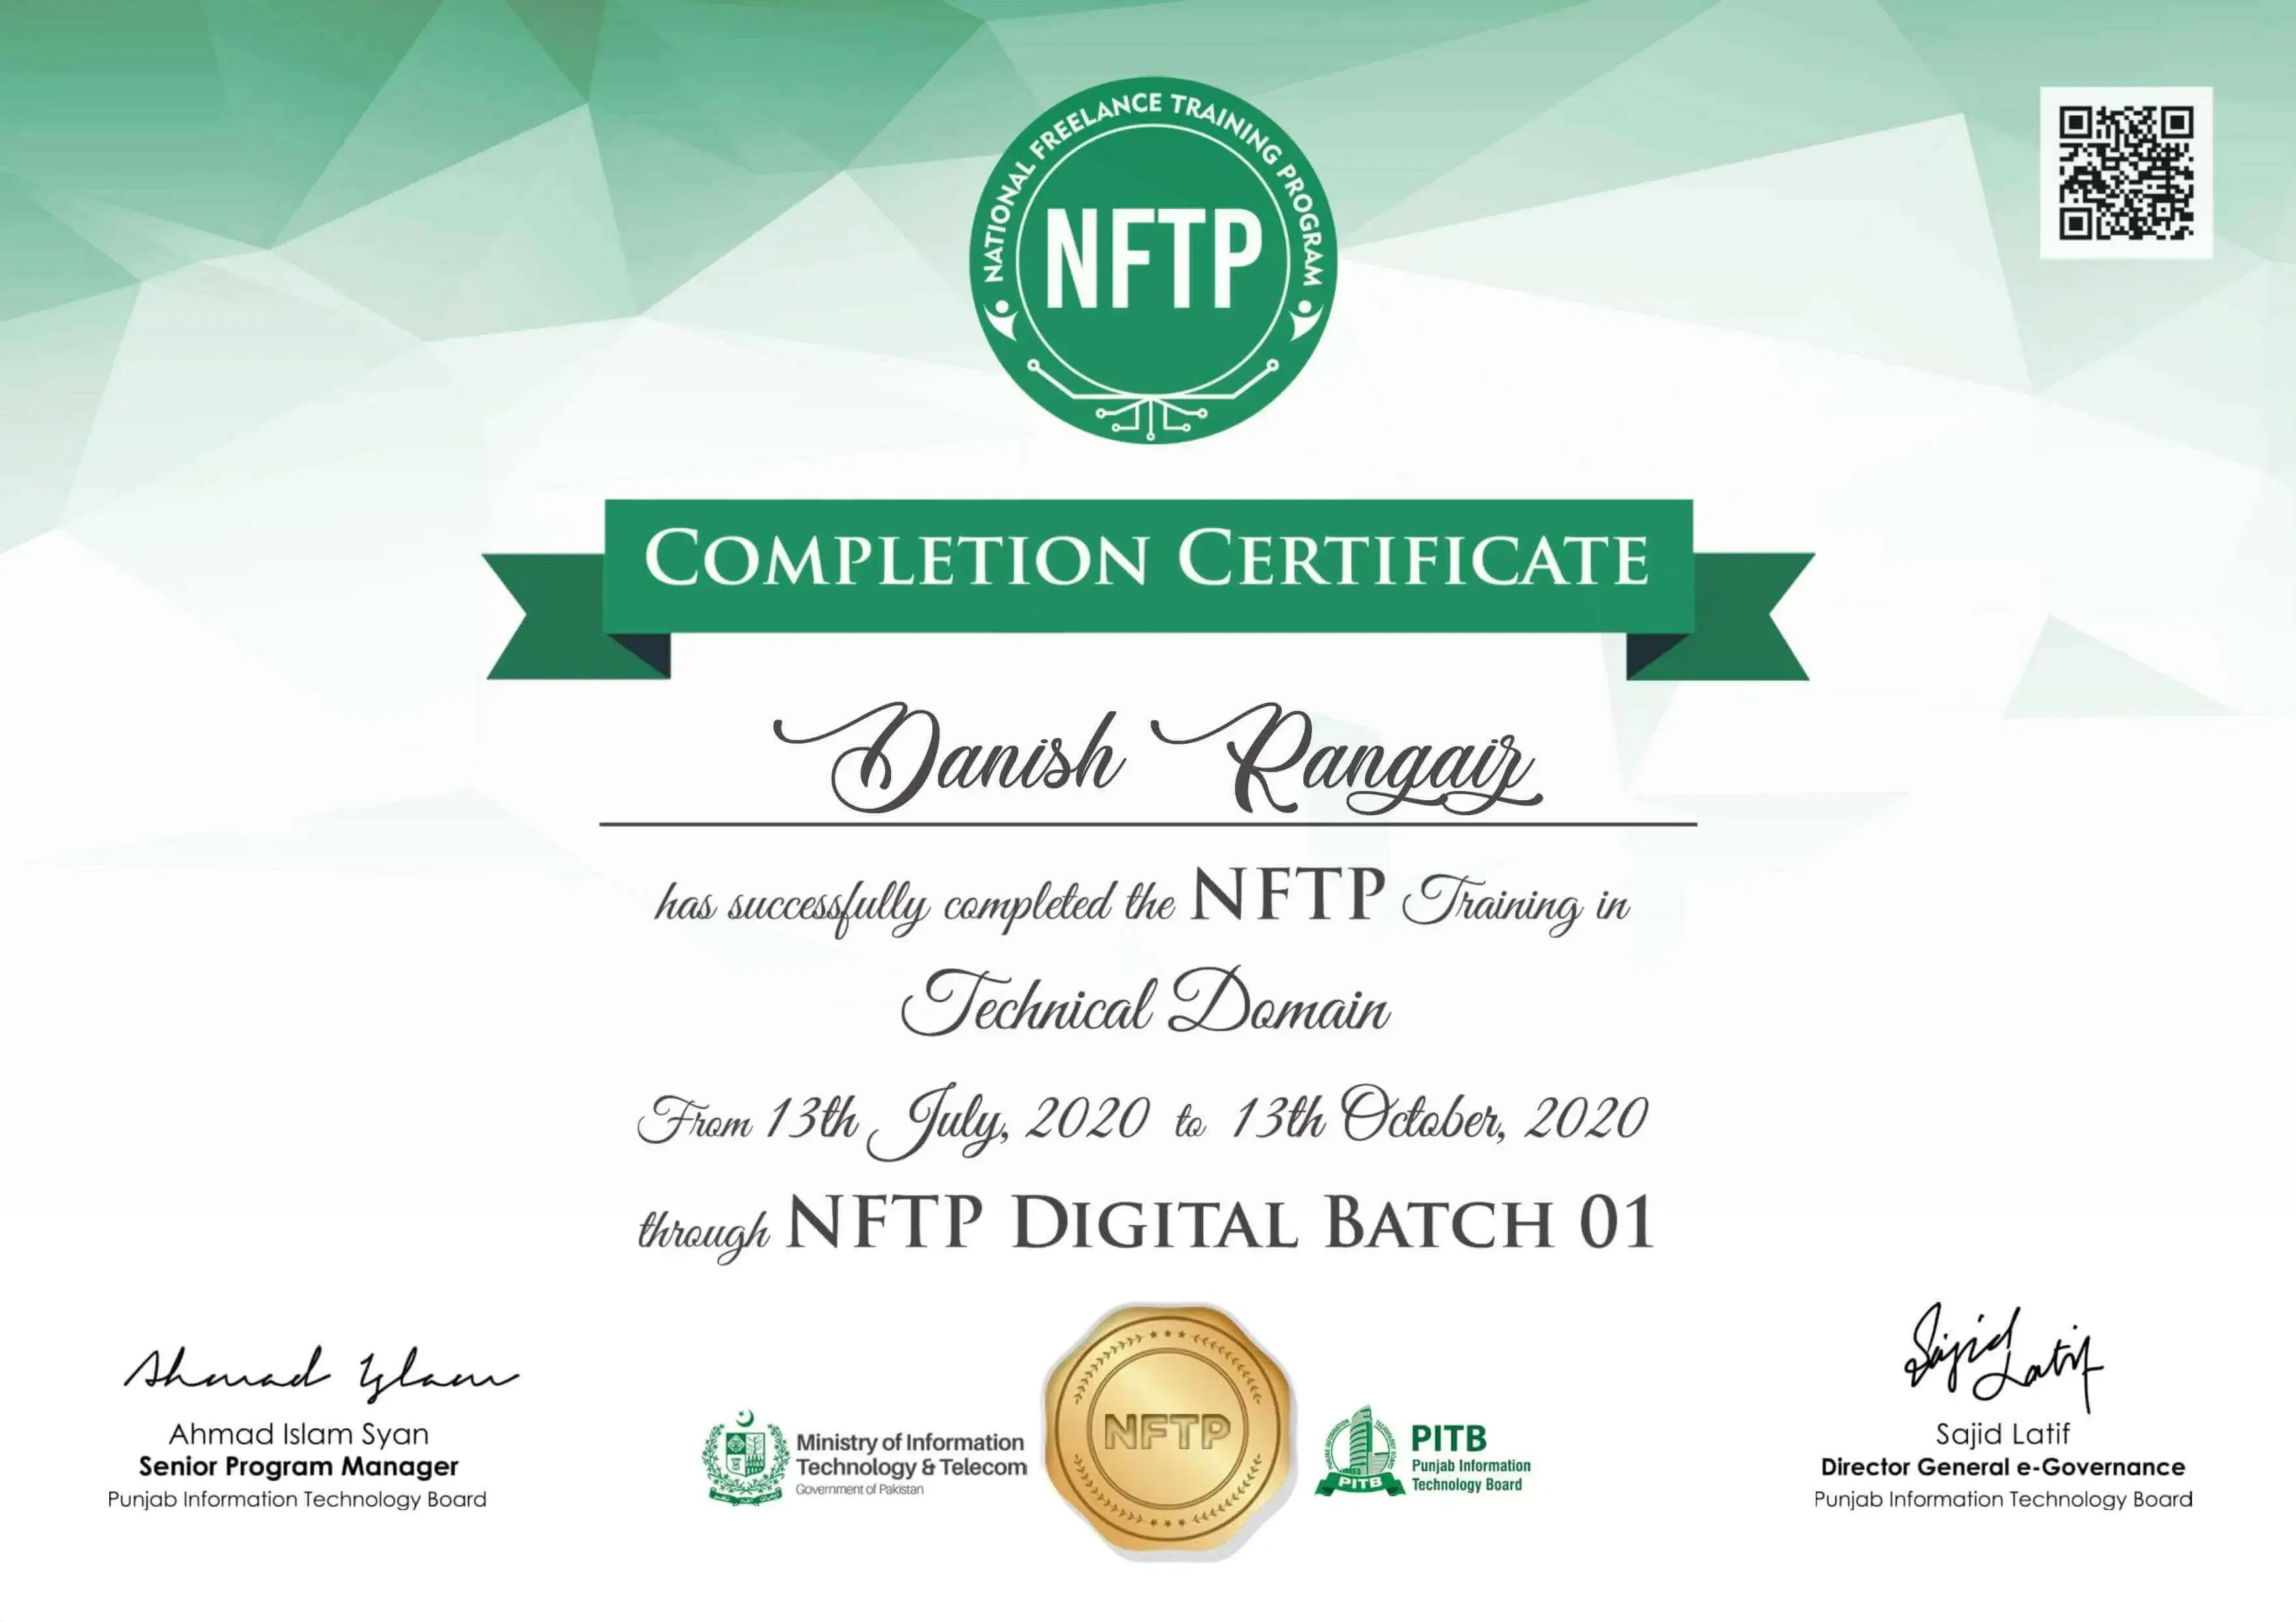 NATIONAL FREELANCE TRAINING PROGRAM
NFTP
COMPLETION CERTIFICATE
Danish Rangaiz
has successfully completed the NFTP Training in
Technical Domain
From 13th July, 2020 to 13th October, 2020
through NFTP DIGITAL BATCH 01
Ahmad Islam
Ahmad Islam Syan
Senior Program Manager
Punjab Information Technology Board
Ministry of Information
Technology & Telecom
Government of Pakistan
NFTP
PITB
PITB
Punjab Information
Technology Board
Sajid
Latif
Sajid Latif
Director General e-Governance
Punjab Information Technology Board